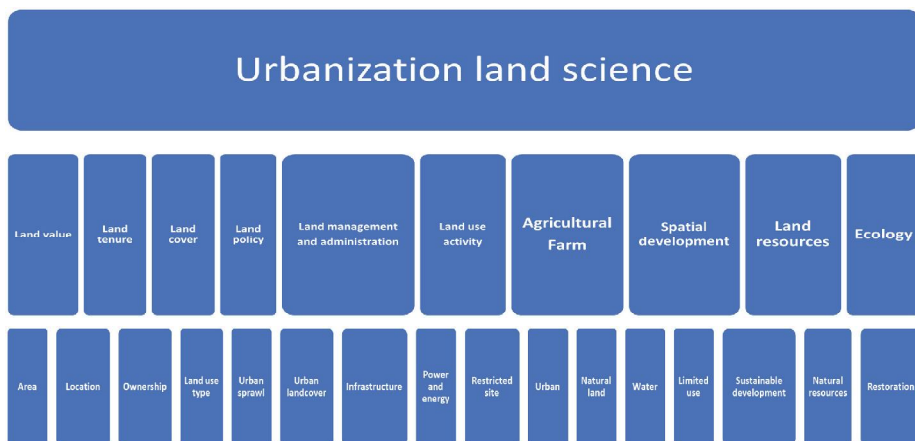 Urbanization land science
Land value
Land
tenure
Land
cover
Land
policy
Land management
and administration
Land use
activity
Agricultural
Farm
Spatial
development
Land
resources
Ecology
Area
Location
Ownership
Land use
type
Urban
sprawl
Urban
landcover
Infrastructure
Power
and
energy
Restricted
site
Urban
Natural
land
Water
Limited
use
Sustainable
development
Natural
resources
Restoration